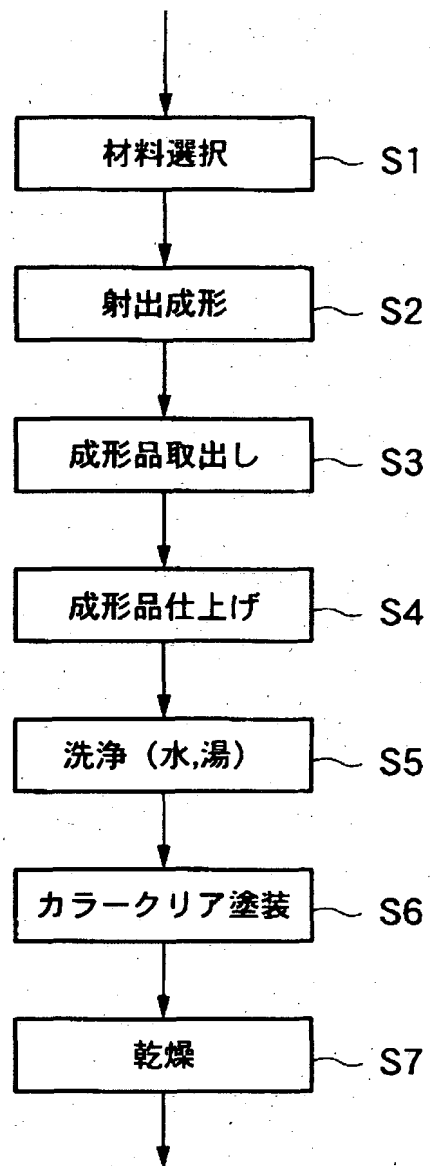 材料選択 S1
射出成形 S2
成形品取出し S3
成形品仕上げ S4
洗浄（水,湯） S5
カラークリア塗装 S6
乾燥 S7